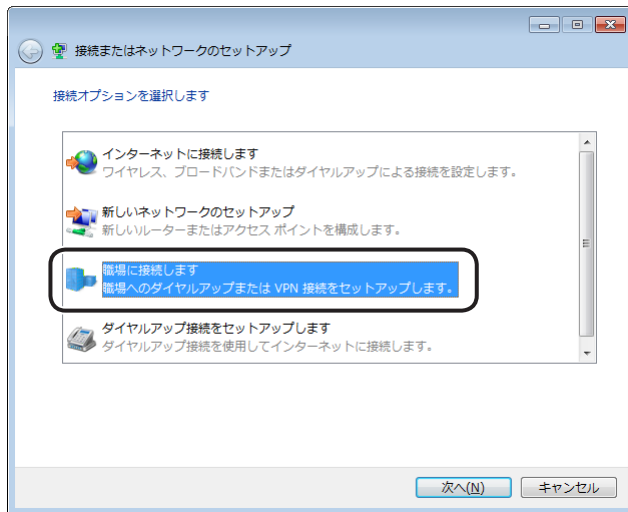 接続またはネットワークのセットアップ
接続オプションを選択します
インターネットに接続します
ワイヤレス、ブロードバンドまたはダイヤルアップによる接続を設定します。
新しいネットワークのセットアップ
新しいルーターまたはアクセス ポイントを構成します。
職場に接続します
職場へのダイヤルアップまたは VPN 接続をセットアップします。
ダイヤルアップ接続をセットアップします
ダイヤルアップ接続を使用してインターネットに接続します。
次へ(N) キャンセル